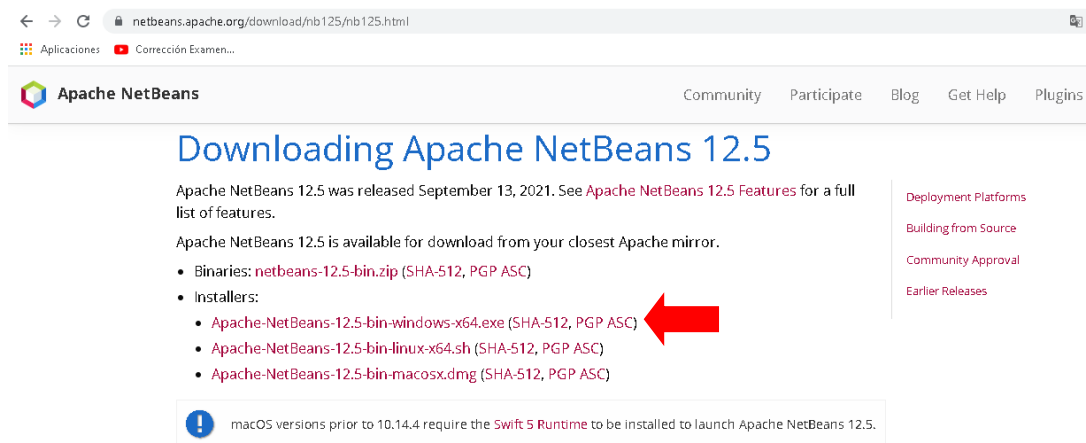 netbeans.apache.org/download/nb125/nb125.html
Aplicaciones Corrección Examen...
Apache NetBeans Community Participate Blog Get Help Plugins
Downloading Apache NetBeans 12.5
Apache NetBeans 12.5 was released September 13, 2021. See Apache NetBeans 12.5 Features for a full
list of features.
Apache NetBeans 12.5 is available for download from your closest Apache mirror.
• Binaries: netbeans-12.5-bin.zip (SHA-512, PGP ASC)
• Installers:
• Apache-NetBeans-12.5-bin-windows-x64.exe (SHA-512, PGP ASC)
• Apache-NetBeans-12.5-bin-linux-x64.sh (SHA-512, PGP ASC)
• Apache-NetBeans-12.5-bin-macosx.dmg (SHA-512, PGP ASC)
macOS versions prior to 10.14.4 require the Swift 5 Runtime to be installed to launch Apache NetBeans 12.5.
Deployment Platforms
Building from Source
Community Approval
Earlier Releases